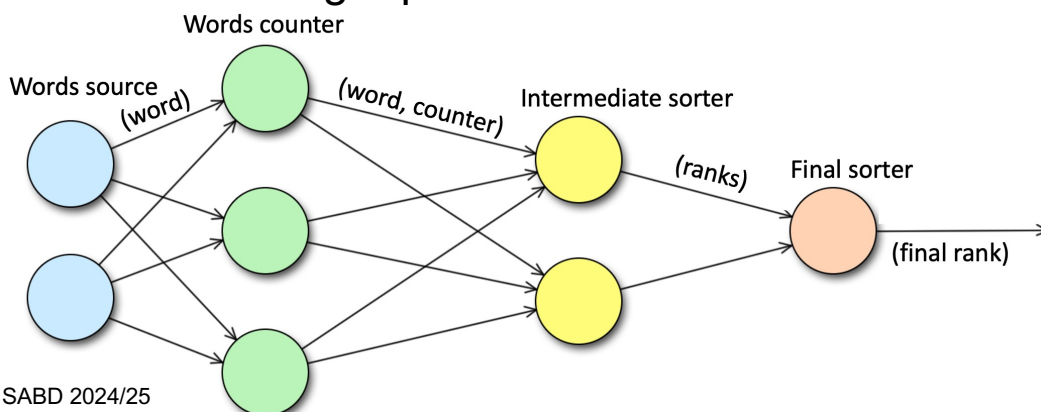 Words counter
Words source
(word)
(word, counter)
Intermediate sorter
(ranks)
Final sorter
(final rank)
SABD 2024/25